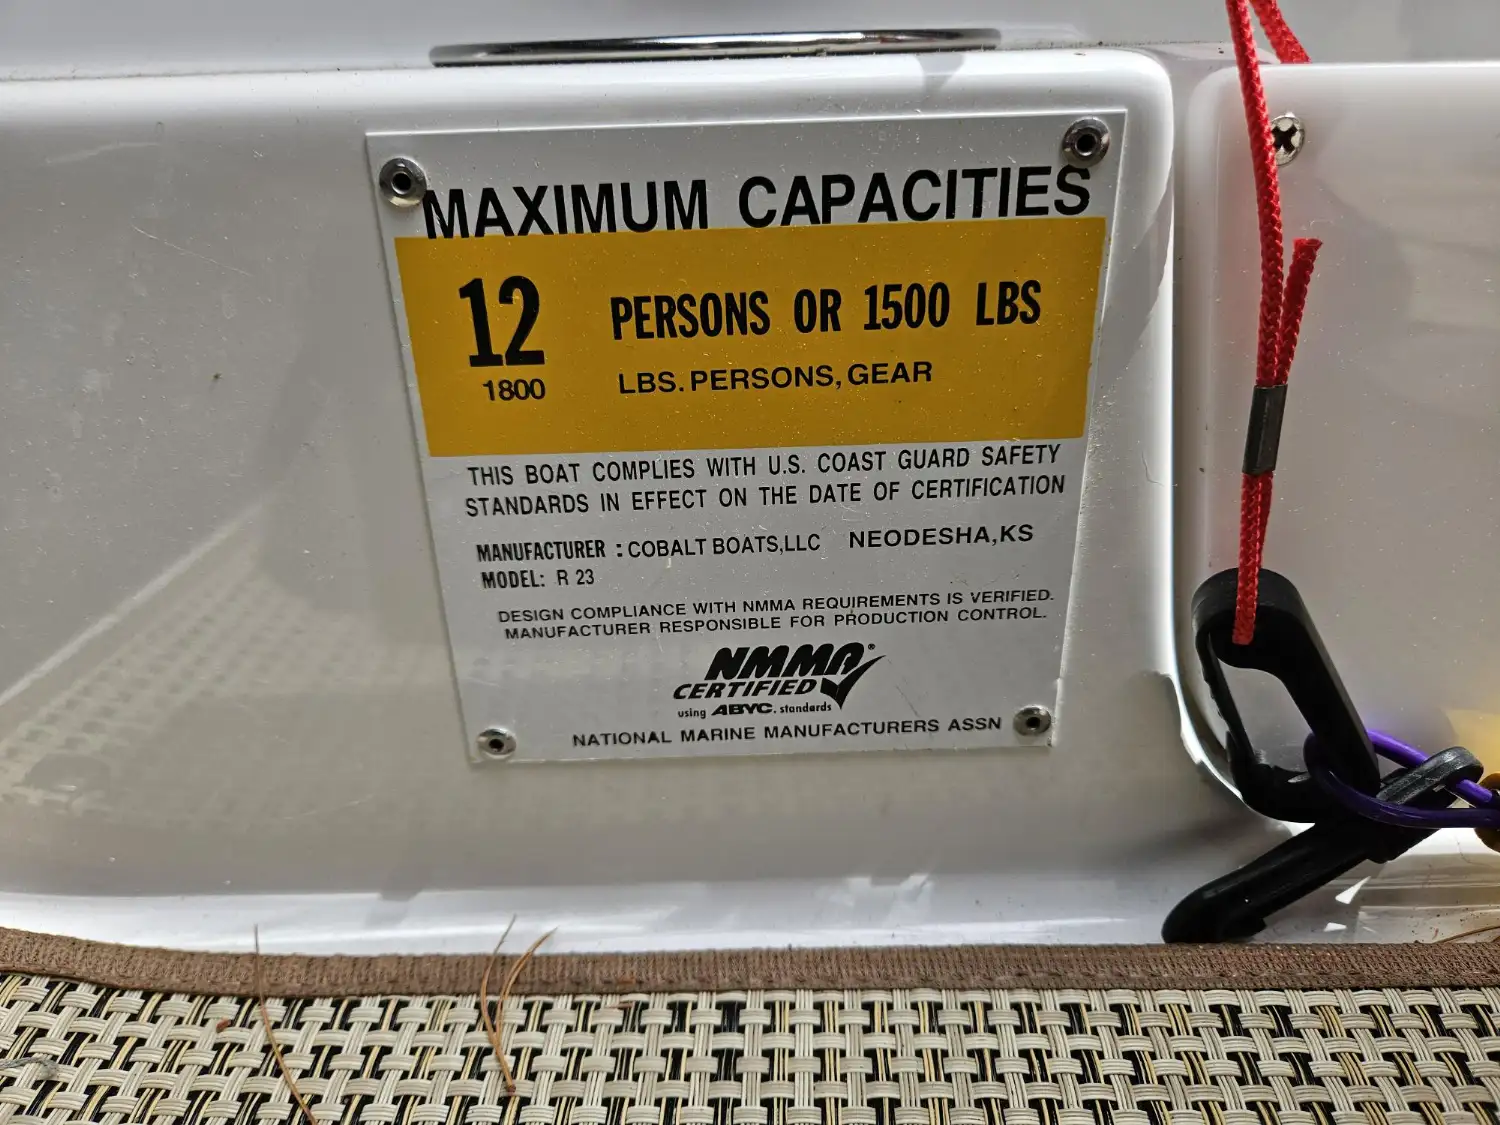 MAXIMUM CAPACITIES
12 PERSONS OR 1500 LBS
1800 LBS. PERSONS, GEAR
THIS BOAT COMPLIES WITH U.S. COAST GUARD SAFETY
STANDARDS IN EFFECT ON THE DATE OF CERTIFICATION
MANUFACTURER : COBALT BOATS,LLC NEODESHA,KS
MODEL: R 23
DESIGN COMPLIANCE WITH NMMA REQUIREMENTS IS VERIFIED.
MANUFACTURER RESPONSIBLE FOR PRODUCTION CONTROL.
NMMA®
CERTIFIED
using ABYC. standards
NATIONAL MARINE MANUFACTURERS ASSN